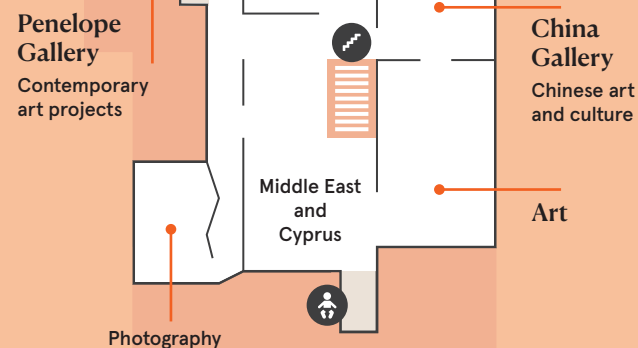 Penelope
Gallery
Contemporary
art projects
China
Gallery
Chinese art
and culture
Middle East
and
Cyprus
Art
Photography